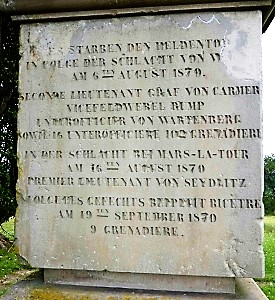 ES STARBEN DEN HELDENTOD
IN FOLGE DER SCHLACHT VON W
AM 6TEN AUGUST 1870.
SECONDE LIEUTENANT GRAF VON CARMER
VICEFELDWEBEL RUMP
UNTEROFFICIER VON WARTENBERG
SOWIE 16 UNTEROFFICIERE 102 GRENADIERE
IN DER SCHLACHT BEI MARS-LA-TOUR
AM 16TEN AUGUST 1870
PREMIER LIEUTENANT VON SEYDLITZ
FOLGE DES GEFECHTS BICETRE
AM 19TEN SEPTEMBER 1870
9 GRENADIERE.